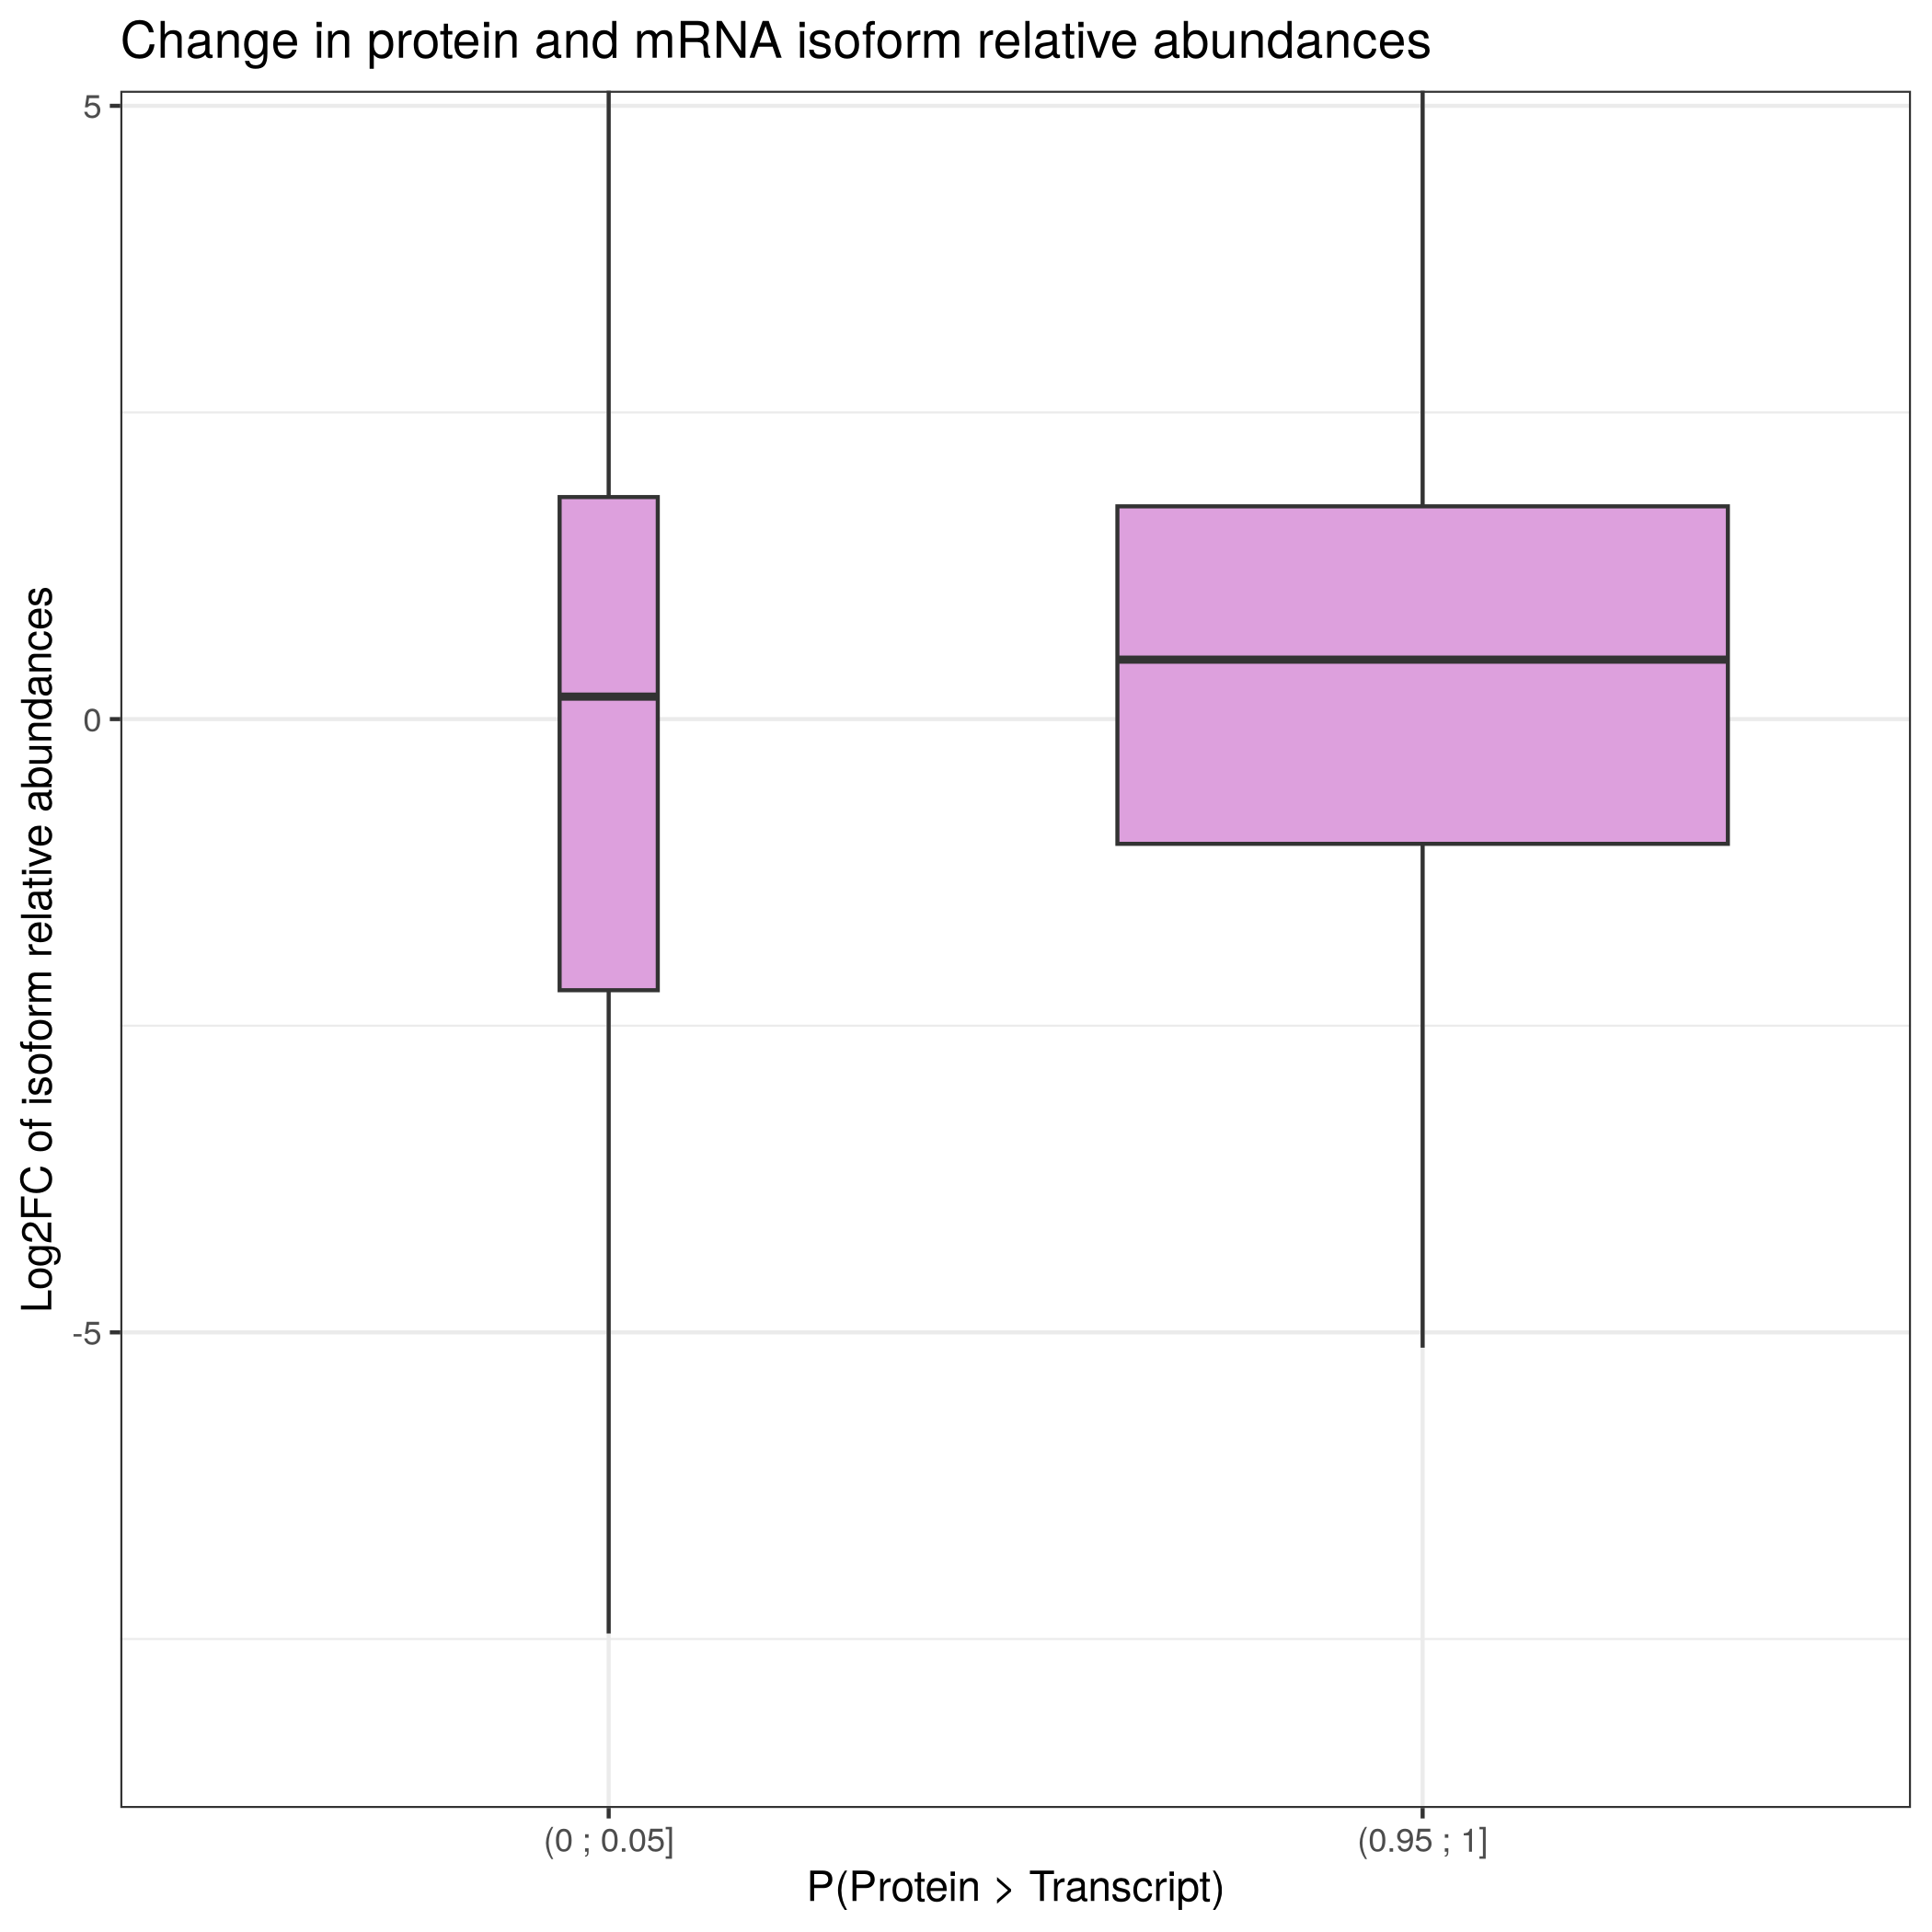 Change in protein and mRNA isoform relative abundances
Log2FC of isoform relative abundances
5
0
-5
(0 ; 0.05]
(0.95 ; 1]
P(Protein > Transcript)